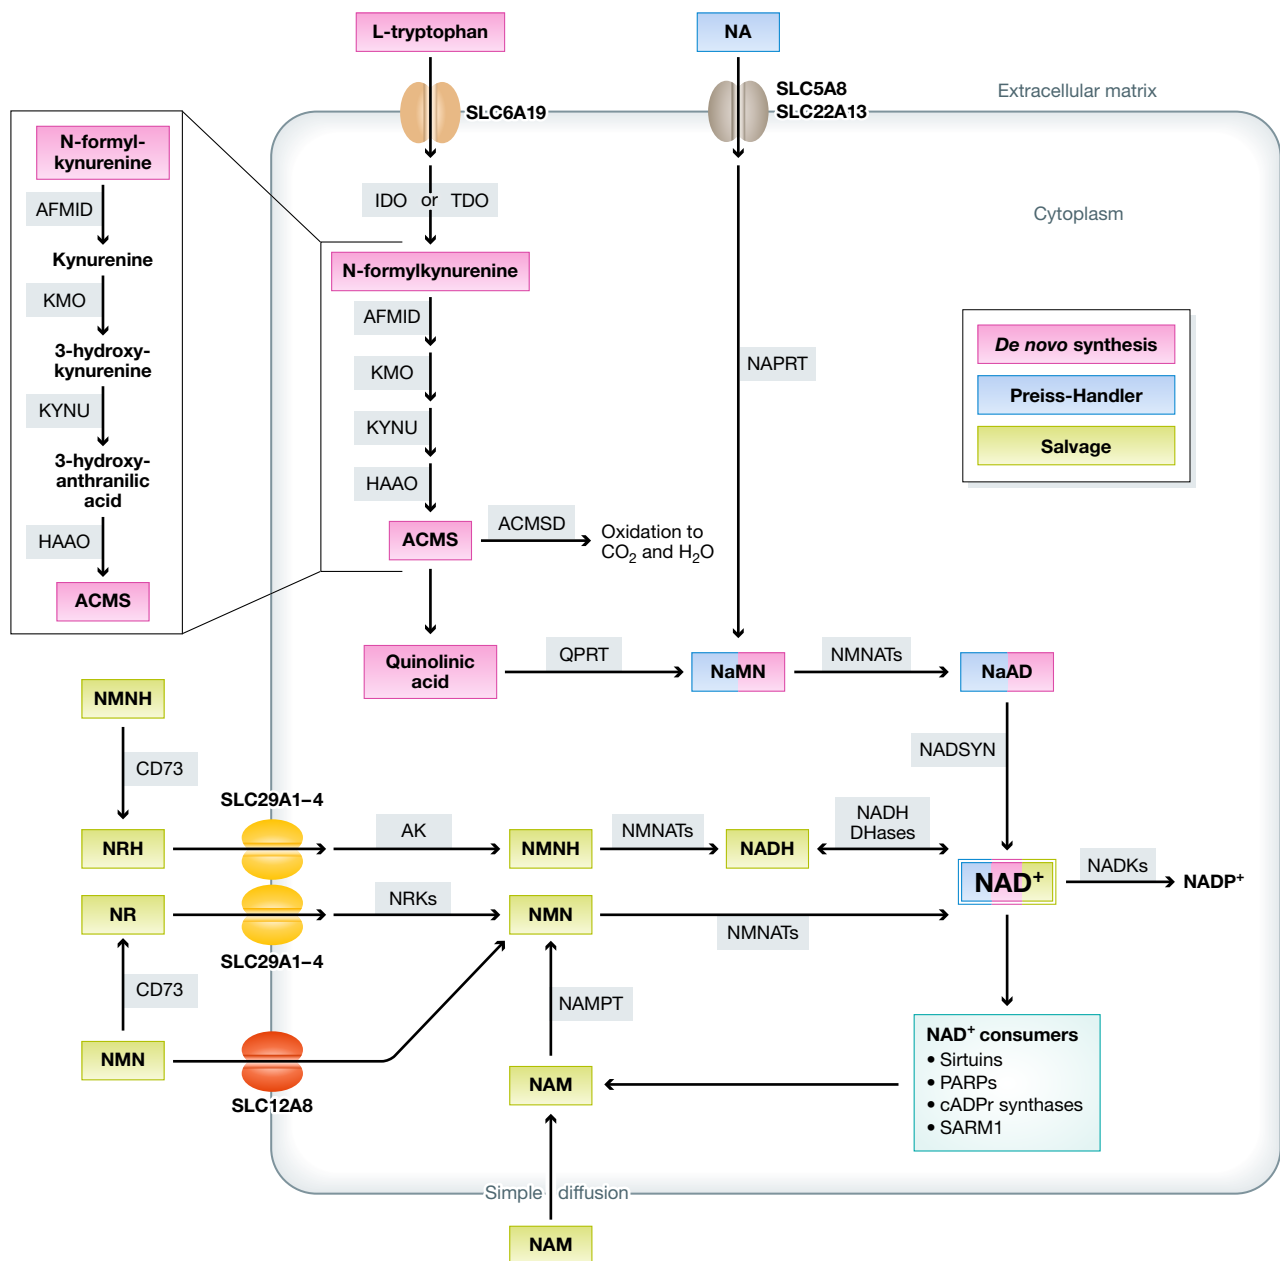 L-tryptophan
NA
SLC6A19
SLC5A8
SLC22A13
Extracellular matrix
Cytoplasm
N-formyl-
kynurenine
AFMID
Kynurenine
KMO
3-hydroxy-
kynurenine
KYNU
3-hydroxy-
anthranilic
acid
HAAO
ACMS
IDO or TDO
N-formylkynurenine
AFMID
KMO
KYNU
HAAO
ACMS
ACMSD
Oxidation to
CO₂ and H₂O
NAPRT
De novo synthesis
Preiss-Handler
Salvage
Quinolinic
acid
QPRT
NaMN
NMNATs
NaAD
NADSYN
NMNH
CD73
NRH
SLC29A1–4
AK
NMNH
NMNATs
NADH
NADH
DHases
NAD⁺
NADKs
NADP⁺
NR
SLC29A1–4
NRKs
NMN
NMNATs
CD73
NMN
SLC12A8
NAMPT
NAM
NAD⁺ consumers
• Sirtuins
• PARPs
• cADPr synthases
• SARM1
Simple diffusion
NAM